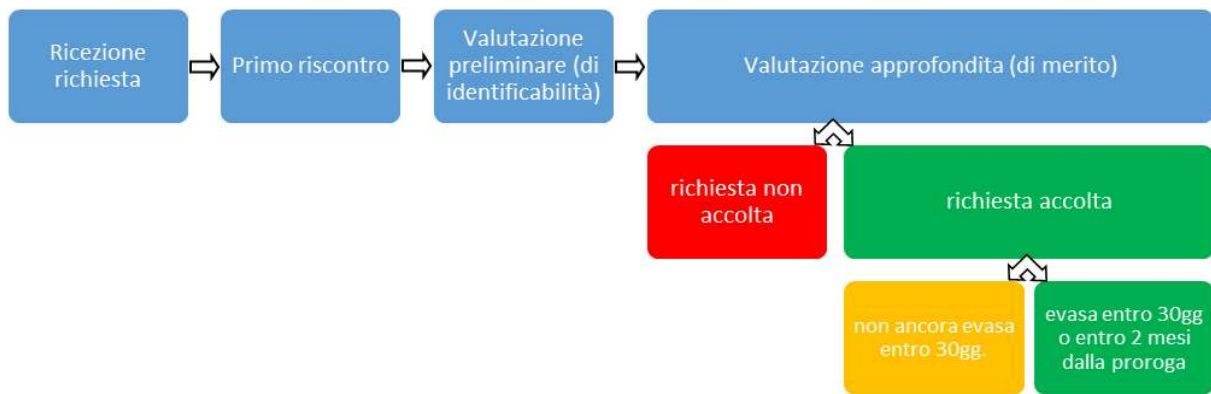 Ricezione
richiesta
Primo riscontro
Valutazione
preliminare (di
identificabilità)
Valutazione approfondita (di merito)
richiesta non
accolta
richiesta accolta
non ancora evasa
entro 30gg.
evasa entro 30gg
o entro 2 mesi
dalla proroga